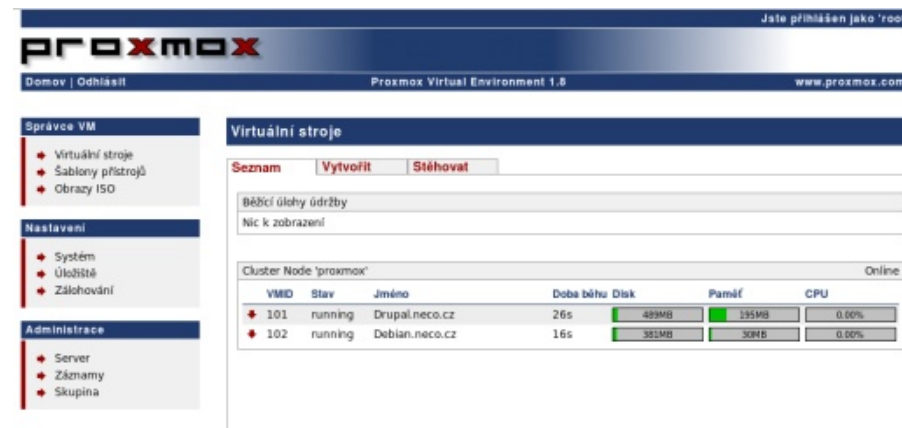 Jste přihlášen jako 'roo
proxmox
Domov | Odhlásit
Proxmox Virtual Environment 1.8
www.proxmox.com
Správce VM
Virtuální stroje
Šablony přístrojů
Obrazy ISO
Nastavení
Systém
Úložiště
Zálohování
Administrace
Server
Záznamy
Skupina
Virtuální stroje
Seznam Vytvořit Stěhovat
Běžící úlohy údržby
Nic k zobrazení
Cluster Node 'proxmox' Online
VMID Stav Jméno Doba běhu Disk Paměť CPU
101 running Drupal.neco.cz 26s 489MB 195MB 0.00%
102 running Debian.neco.cz 16s 381MB 30MB 0.00%